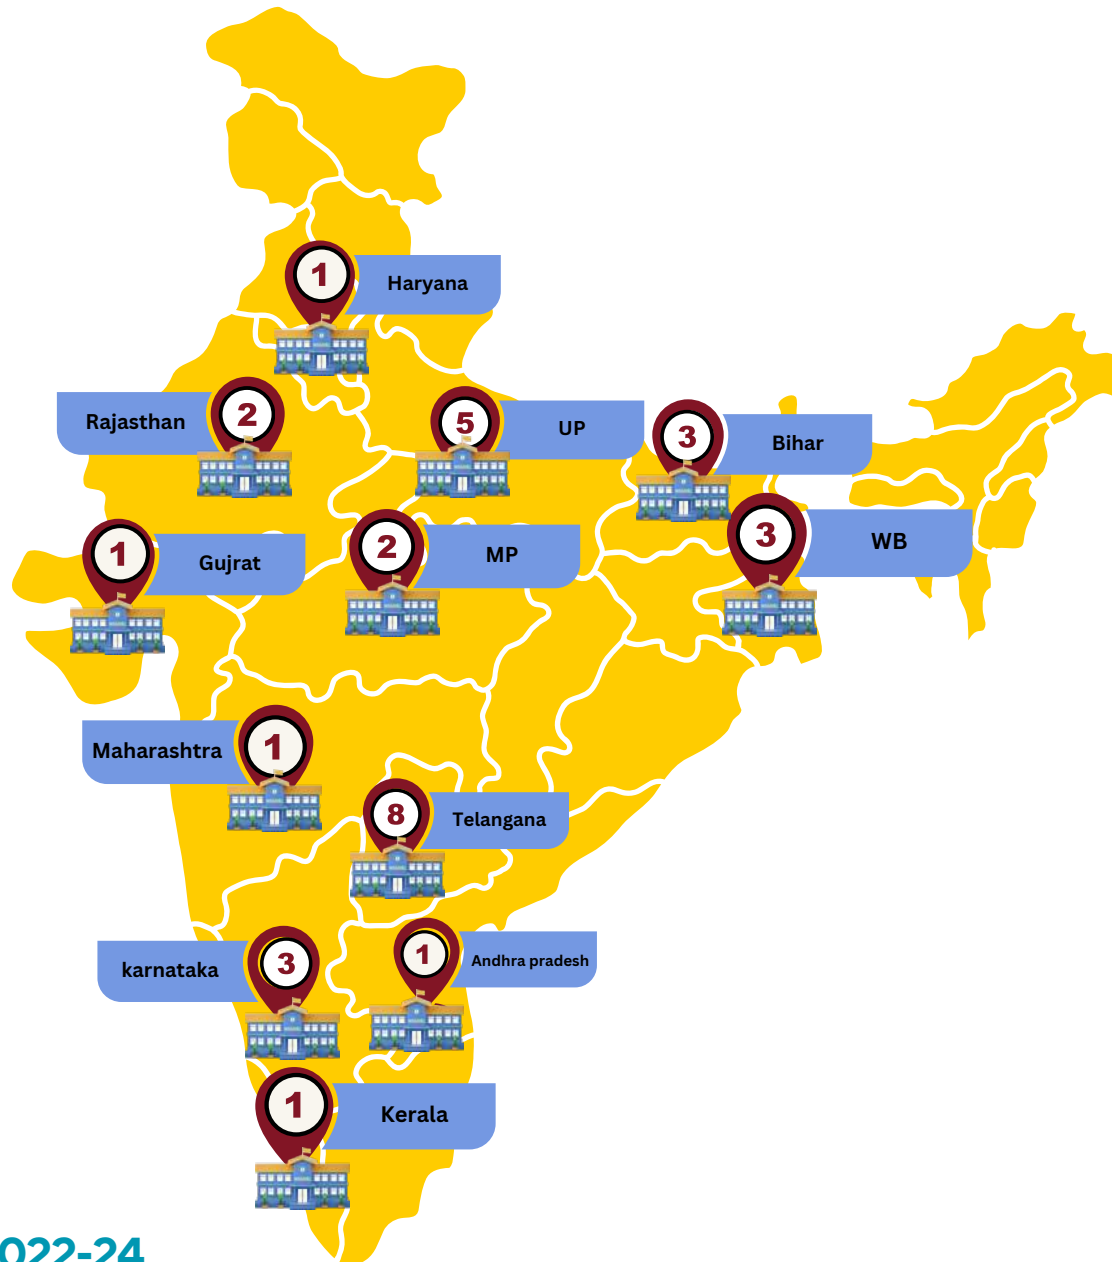 1
Haryana
2
Rajasthan
5
UP
3
Bihar
1
Gujrat
2
MP
3
WB
1
Maharashtra
8
Telangana
3
karnataka
1
Andhra pradesh
1
Kerala
022-24